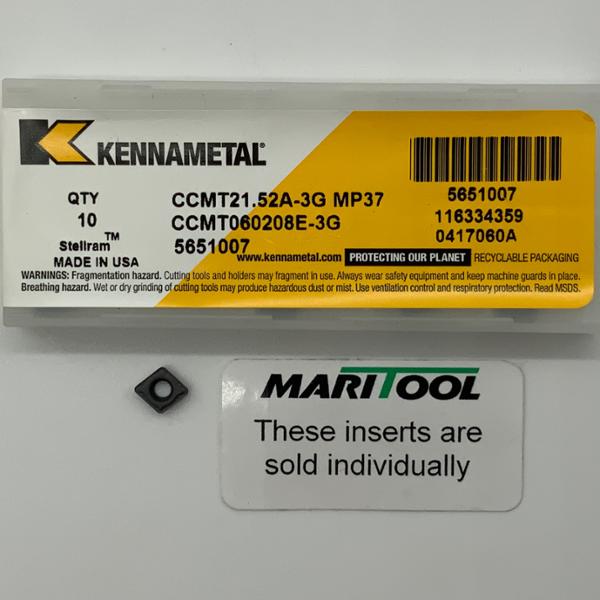 KENNAMETAL®
QTY
10
Stellram™
MADE IN USA
CCMT21.52A-3G MP37
CCMT060208E-3G
5651007
5651007
116334359
0417060A
www.kennametal.com PROTECTING OUR PLANET RECYCLABLE PACKAGING
WARNINGS: Fragmentation hazard. Cutting tools and holders may fragment in use. Always wear safety equipment and keep machine guards in place.
Breathing hazard. Wet or dry grinding of cutting tools may produce hazardous dust or mist. Use ventilation control and respiratory protection. Read MSDS.
MARITOOL
These inserts are
sold individually